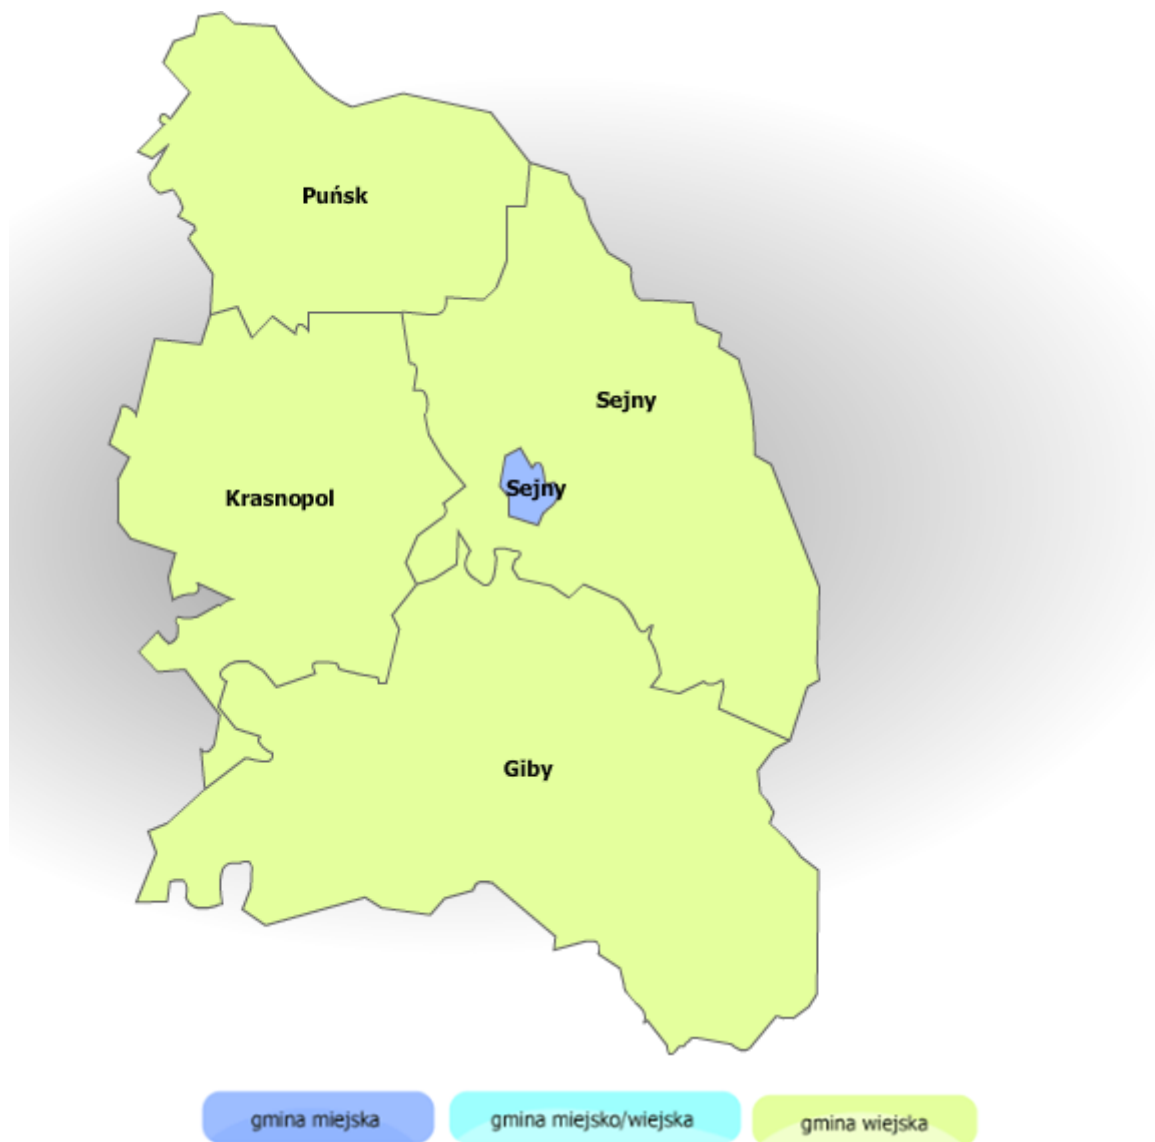 Puńsk
Sejny
Sejny
Krasnopol
Giby
gmina miejska
gmina miejsko/wiejska
gmina wiejska